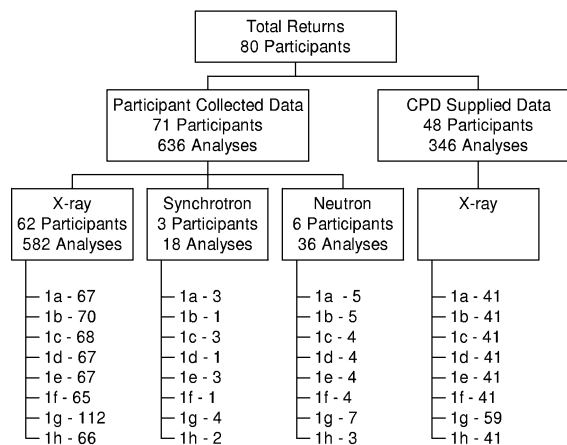 Total Returns
80 Participants
Participant Collected Data
71 Participants
636 Analyses
CPD Supplied Data
48 Participants
346 Analyses
X-ray
62 Participants
582 Analyses
Synchrotron
3 Participants
18 Analyses
Neutron
6 Participants
36 Analyses
X-ray
1a - 67
1b - 70
1c - 68
1d - 67
1e - 67
1f - 65
1g - 112
1h - 66
1a - 3
1b - 1
1c - 3
1d - 1
1e - 3
1f - 1
1g - 4
1h - 2
1a - 5
1b - 5
1c - 4
1d - 4
1e - 4
1f - 4
1g - 7
1h - 3
1a - 41
1b - 41
1c - 41
1d - 41
1e - 41
1f - 41
1g - 59
1h - 41